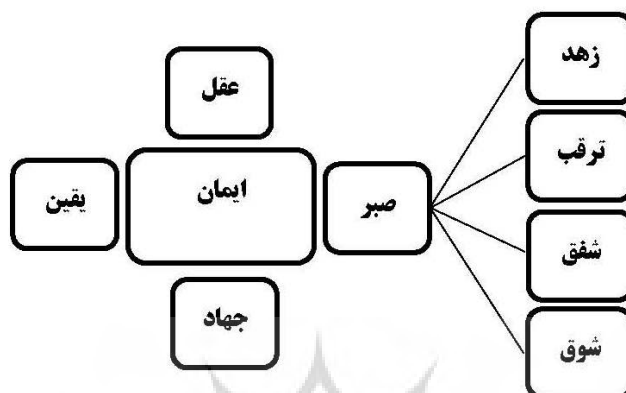 زهد
عقل
ترقب
ایمان
صبر
یقین
شفق
جهاد
شوق